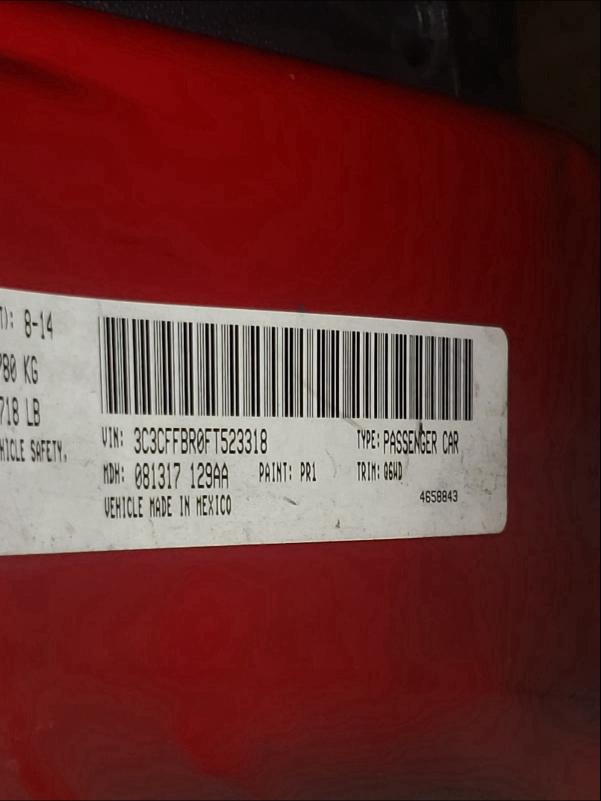 T): 8-14
780 KG
718 LB
HICLE SAFETY.
VIN: 3C3CFFBR0FT523318 TYPE: PASSENGER CAR
MDH: 081317 129AA PAINT: PR1 TRIM: Q6WD
VEHICLE MADE IN MEXICO 4658843